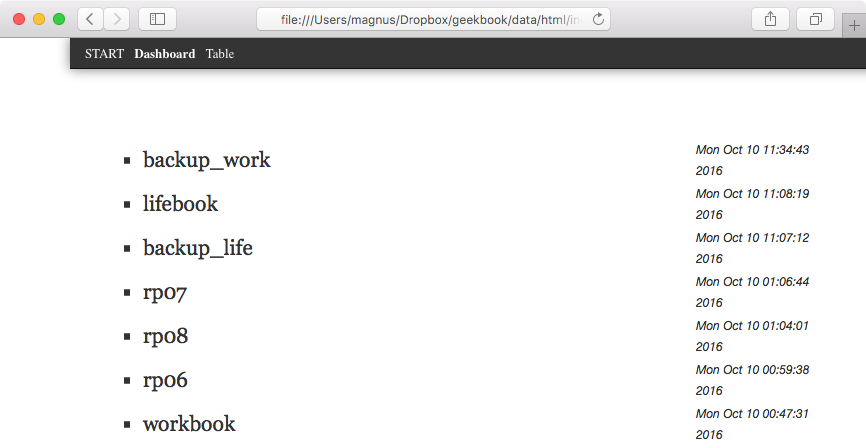 file:///Users/magnus/Dropbox/geekbook/data/html/in
START Dashboard Table
backup_work Mon Oct 10 11:34:43
2016
lifebook Mon Oct 10 11:08:19
2016
backup_life Mon Oct 10 11:07:12
2016
rp07 Mon Oct 10 01:06:44
2016
rp08 Mon Oct 10 01:04:01
2016
rp06 Mon Oct 10 00:59:38
2016
workbook Mon Oct 10 00:47:31
2016